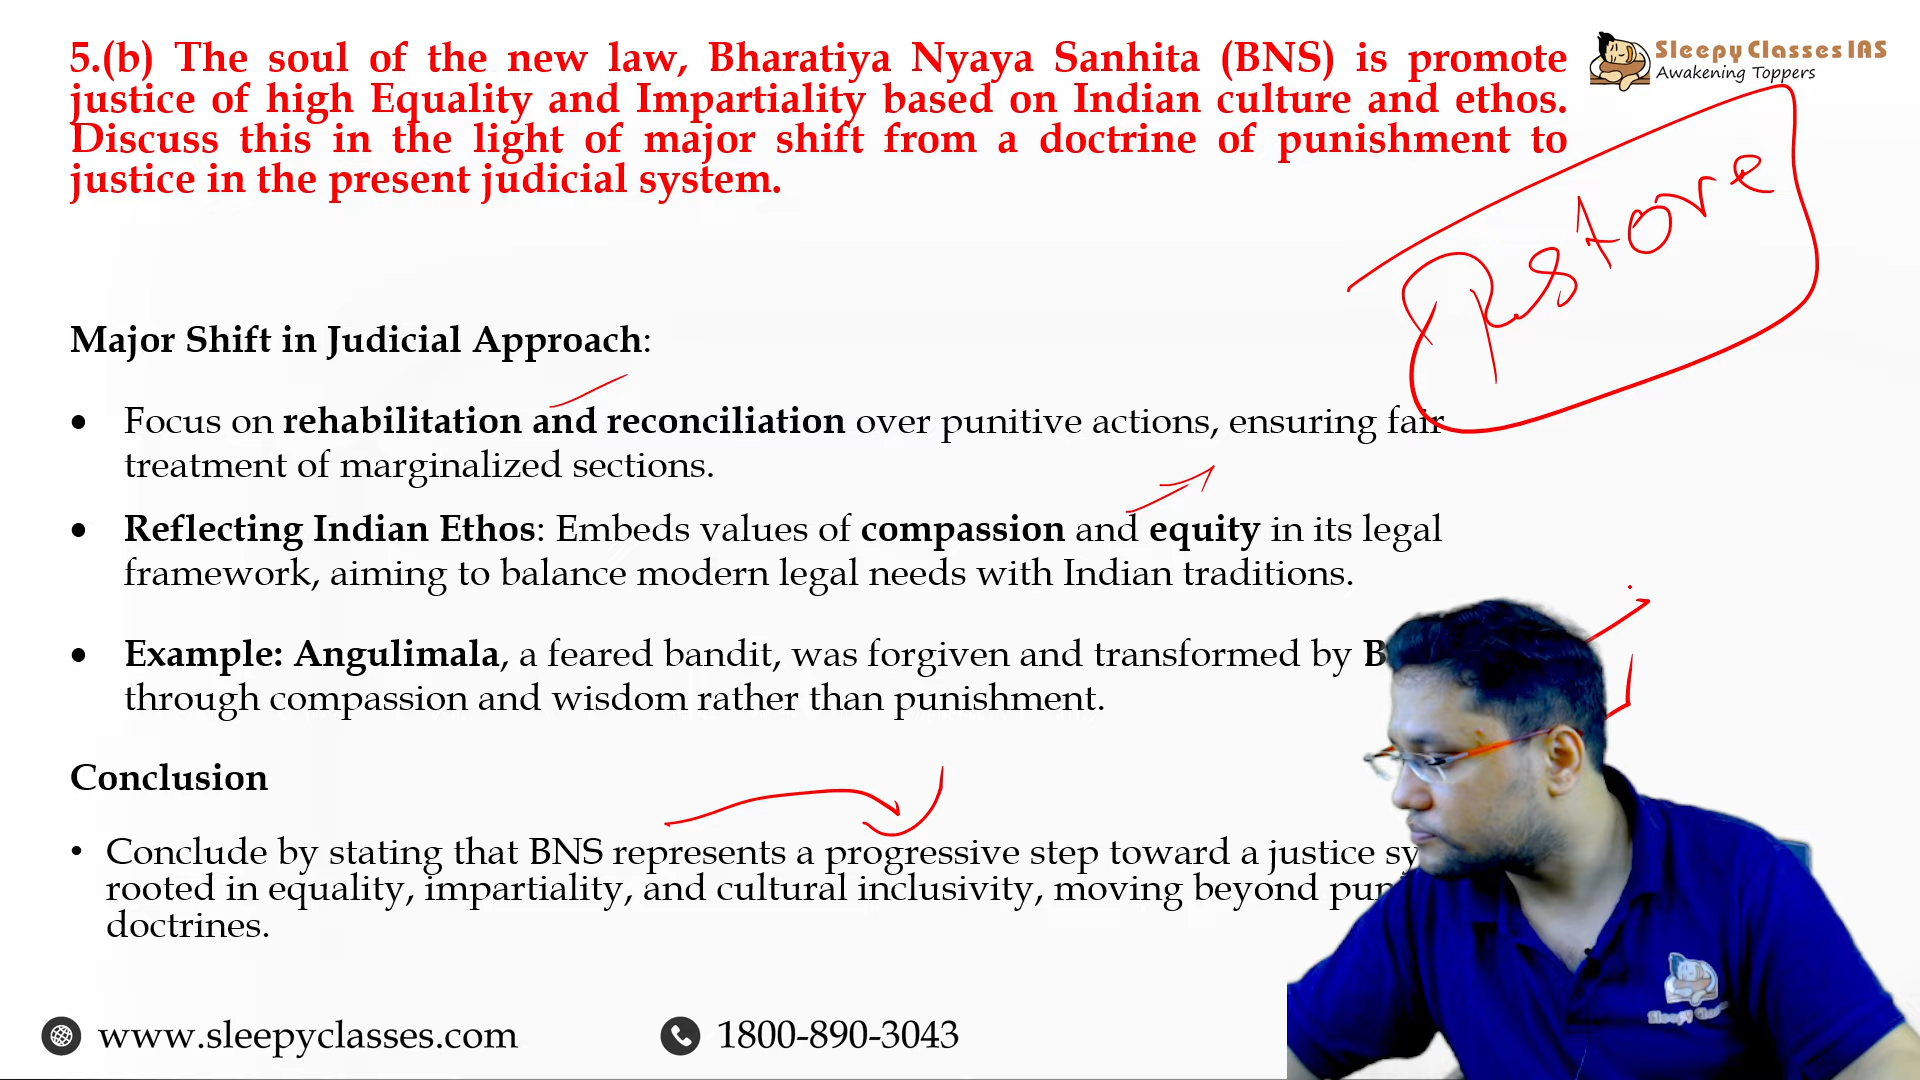 5.(b) The soul of the new law, Bharatiya Nyaya Sanhita (BNS) is promote
justice of high Equality and Impartiality based on Indian culture and ethos.
Discuss this in the light of major shift from a doctrine of punishment to
justice in the present judicial system.
Sleepy Classes IAS
Awakening Toppers
Restore
Major Shift in Judicial Approach:
• Focus on rehabilitation and reconciliation over punitive actions, ensuring fair
treatment of marginalized sections.
• Reflecting Indian Ethos: Embeds values of compassion and equity in its legal
framework, aiming to balance modern legal needs with Indian traditions.
• Example: Angulimala, a feared bandit, was forgiven and transformed by
through compassion and wisdom rather than punishment.
Conclusion
• Conclude by stating that BNS represents a progressive step toward a justice
rooted in equality, impartiality, and cultural inclusivity, moving beyond
doctrines.
www.sleepyclasses.com
1800-890-3043